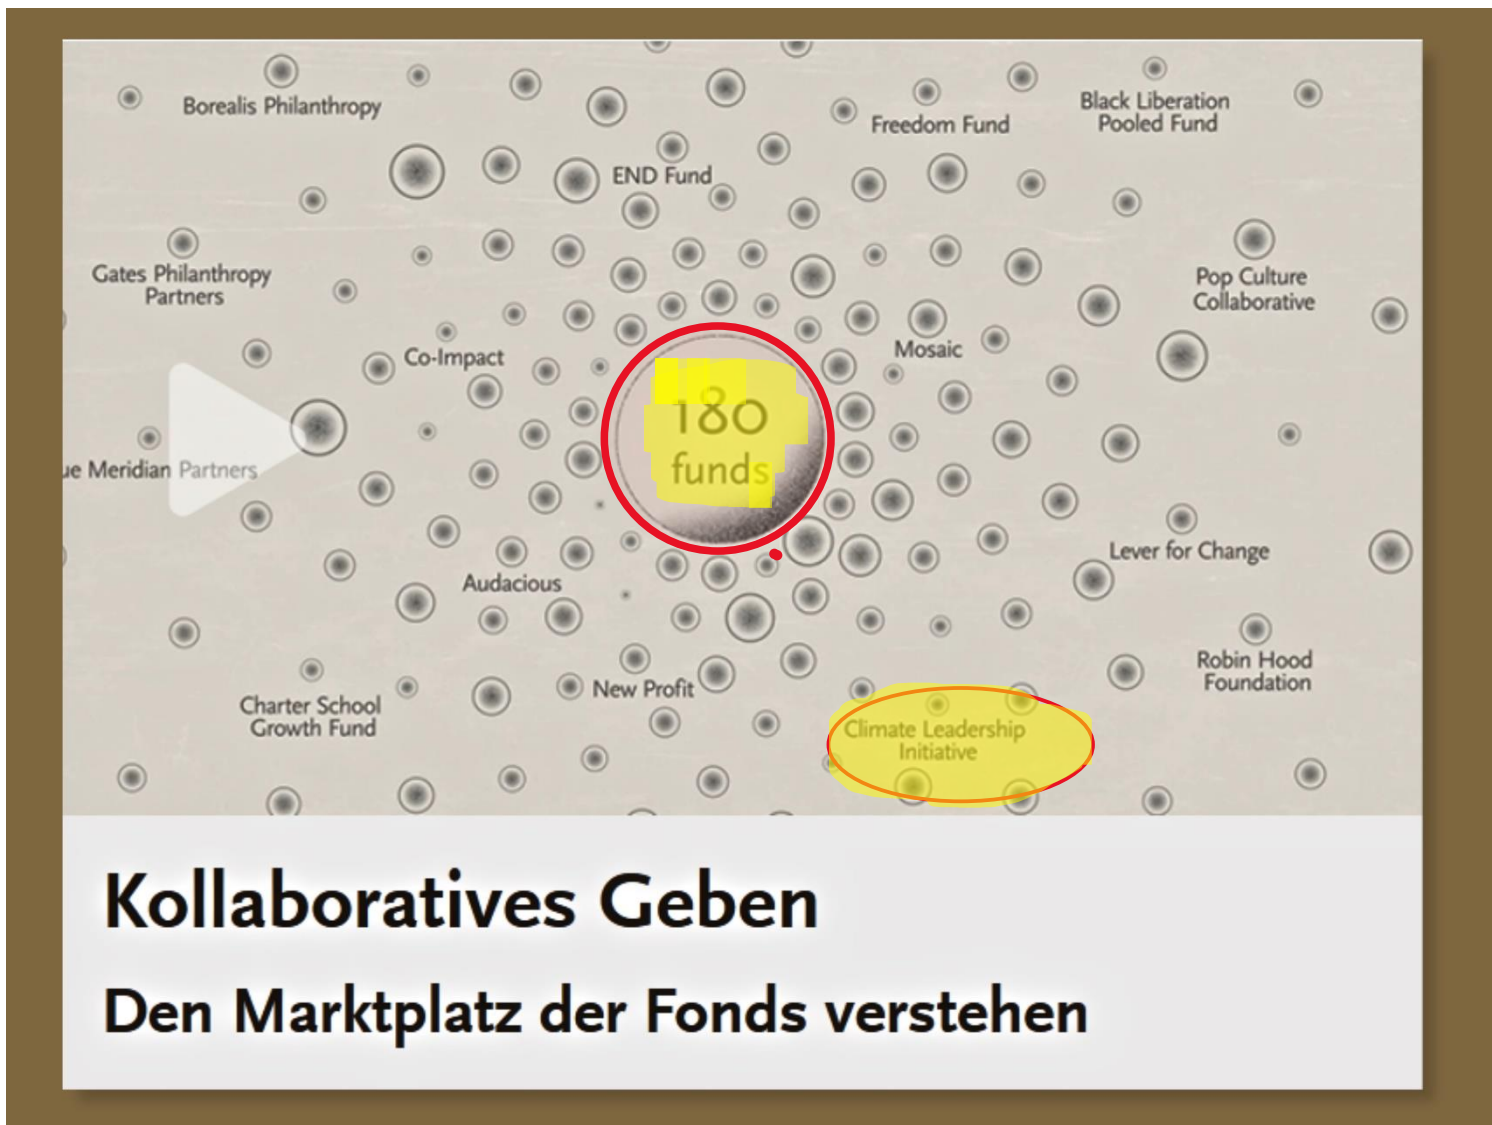 Borealis Philanthropy
Freedom Fund
Black Liberation
Pooled Fund
END Fund
Gates Philanthropy
Partners
Pop Culture
Collaborative
Co-Impact
Mosaic
180
funds
ue Meridian Partners
Lever for Change
Audacious
Robin Hood
Foundation
New Profit
Charter School
Growth Fund
Climate Leadership
Initiative
Kollaboratives Geben
Den Marktplatz der Fonds verstehen